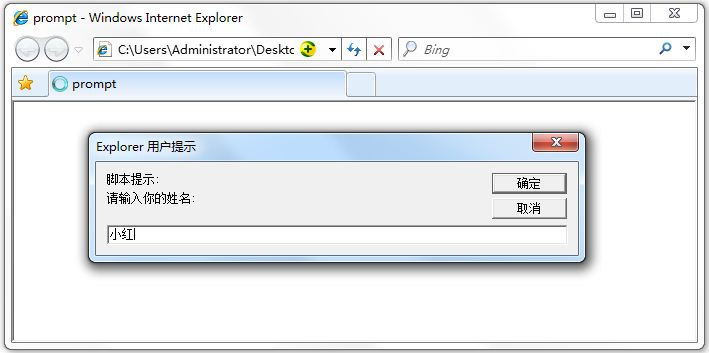 prompt - Windows Internet Explorer
C:\Users\Administrator\Deskto
Bing
prompt
Explorer 用户提示
脚本提示:
请输入你的姓名:
确定
取消
小红